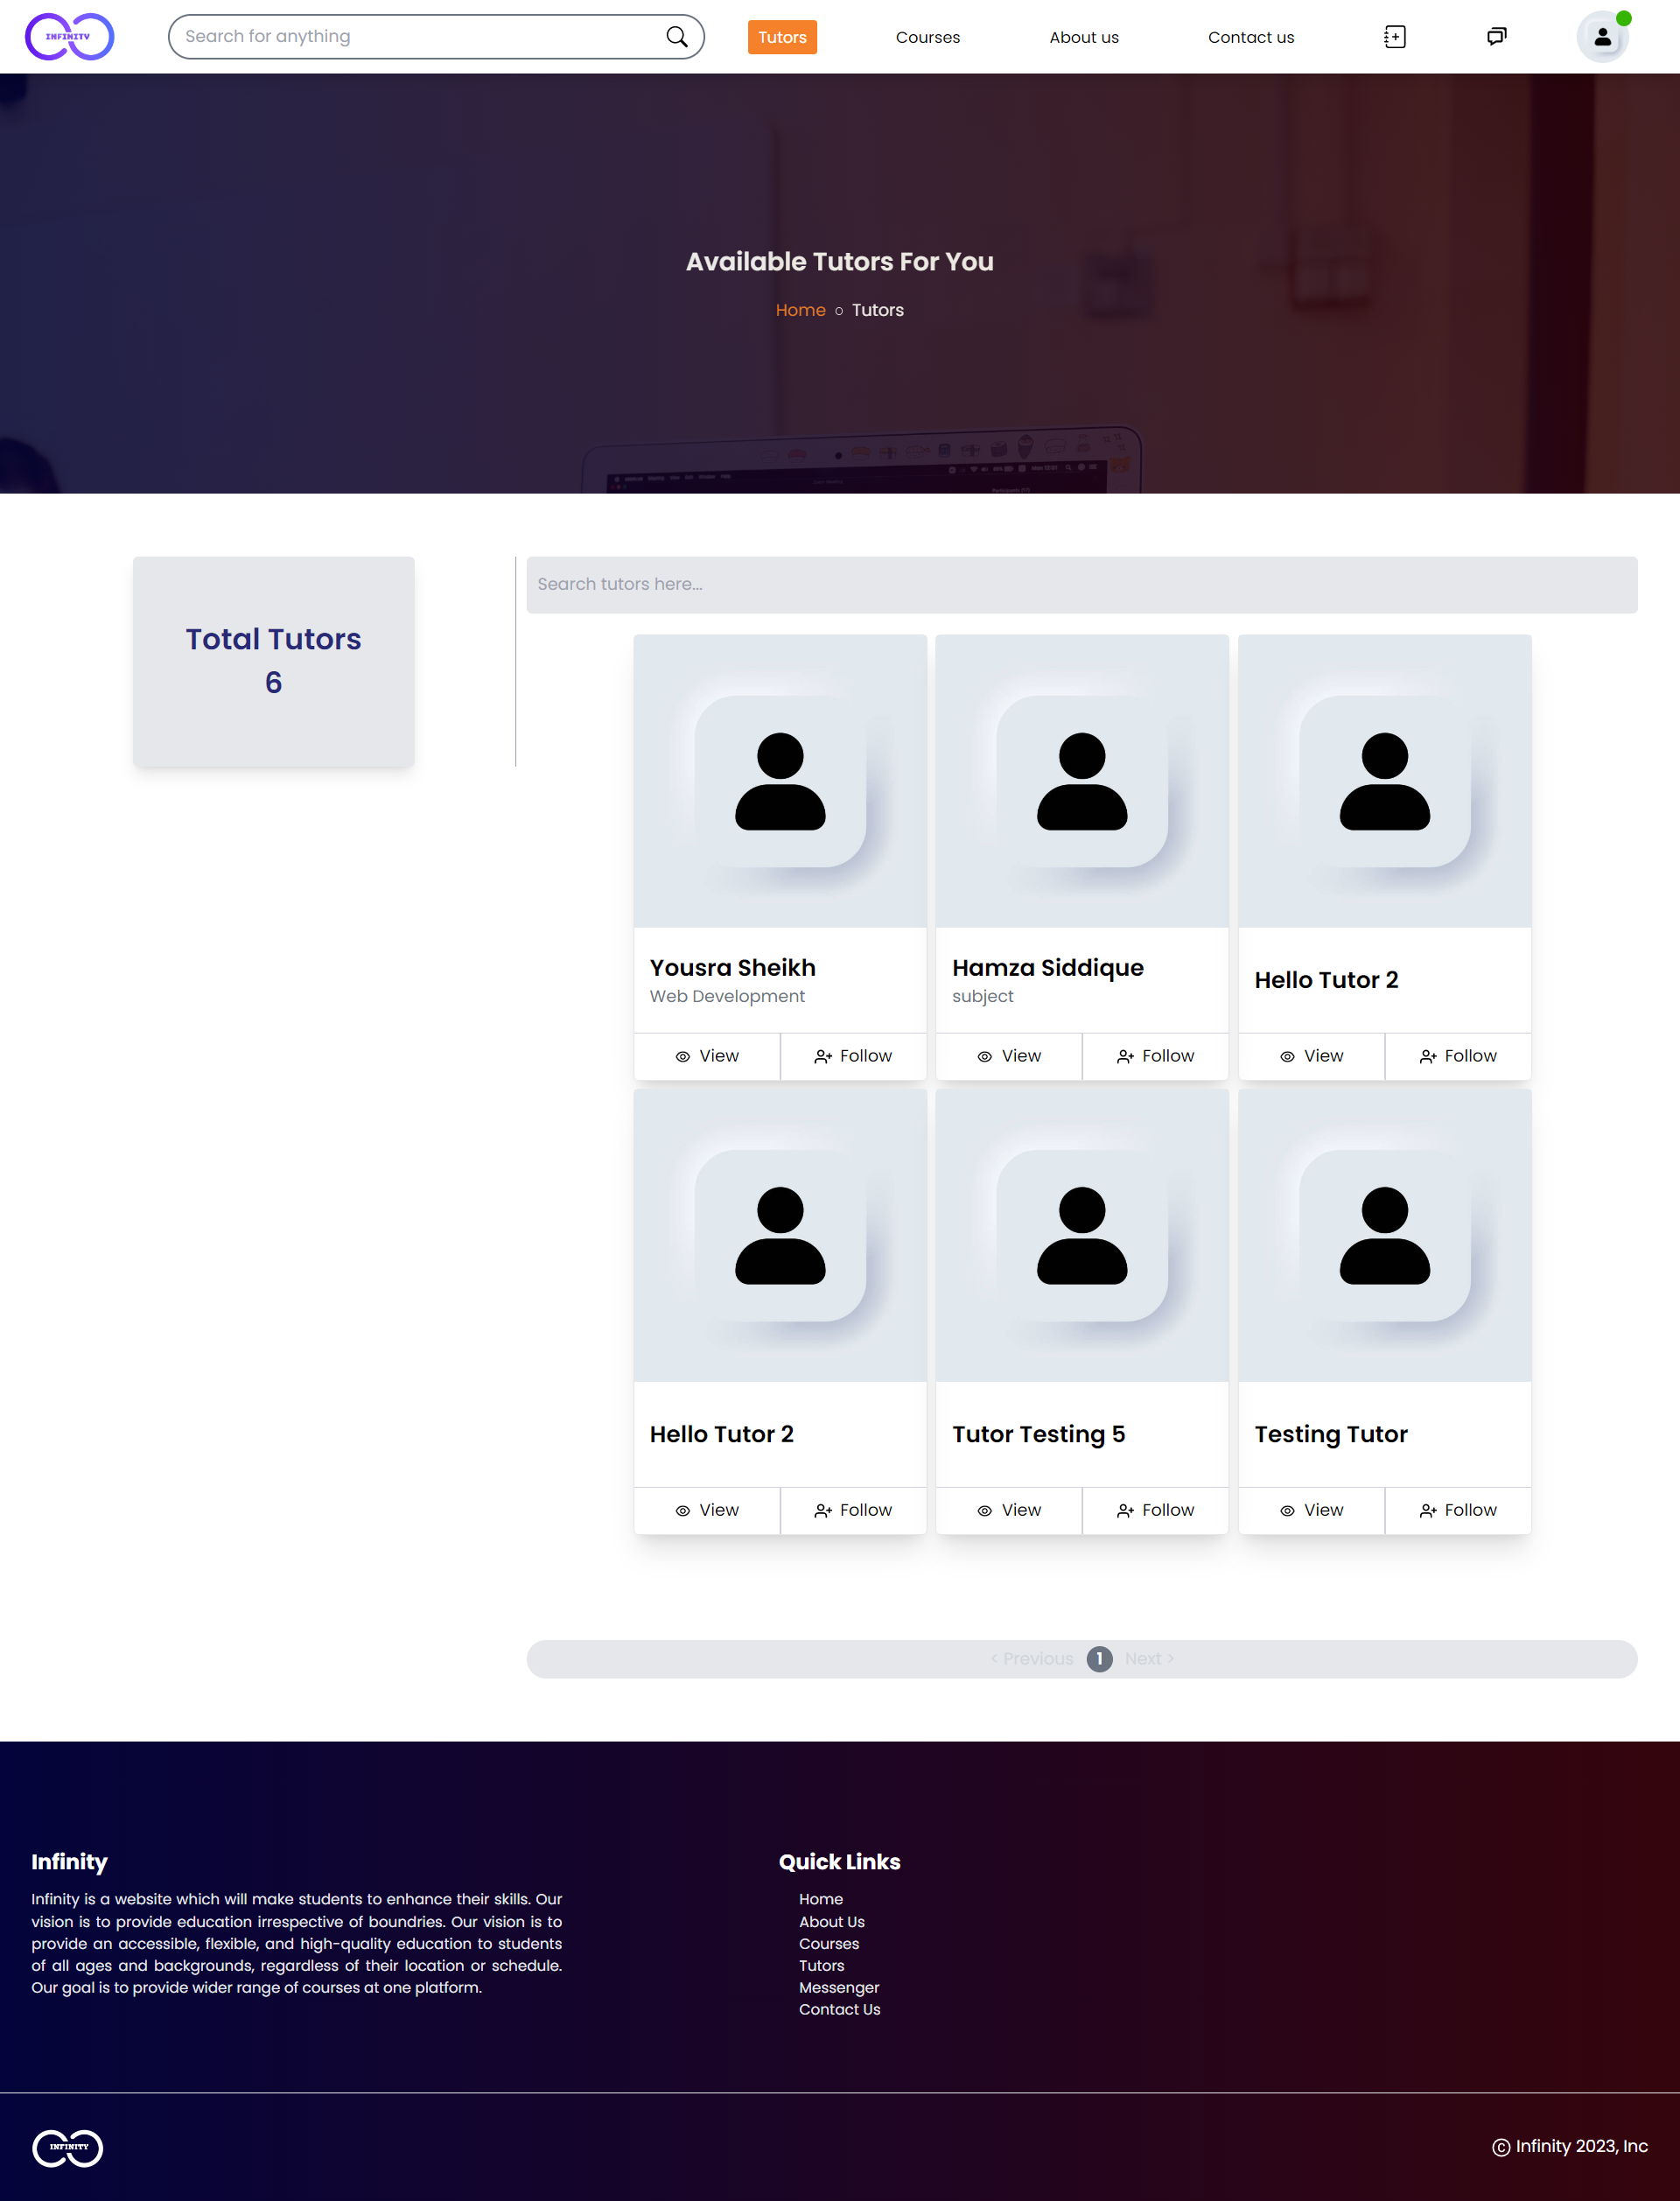 INFINITY
Search for anything
Tutors
Courses
About us
Contact us
Available Tutors For You
Home ○ Tutors
Total Tutors
6
Search tutors here...
Yousra Sheikh
Web Development
View
Follow
Hamza Siddique
subject
View
Follow
Hello Tutor 2
View
Follow
Hello Tutor 2
View
Follow
Tutor Testing 5
View
Follow
Testing Tutor
View
Follow
< Previous 1 Next >
Infinity
Infinity is a website which will make students to enhance their skills. Our
vision is to provide education irrespective of boundries. Our vision is to
provide an accessible, flexible, and high-quality education to students
of all ages and backgrounds, regardless of their location or schedule.
Our goal is to provide wider range of courses at one platform.
Quick Links
Home
About Us
Courses
Tutors
Messenger
Contact Us
INFINITY
© Infinity 2023, Inc